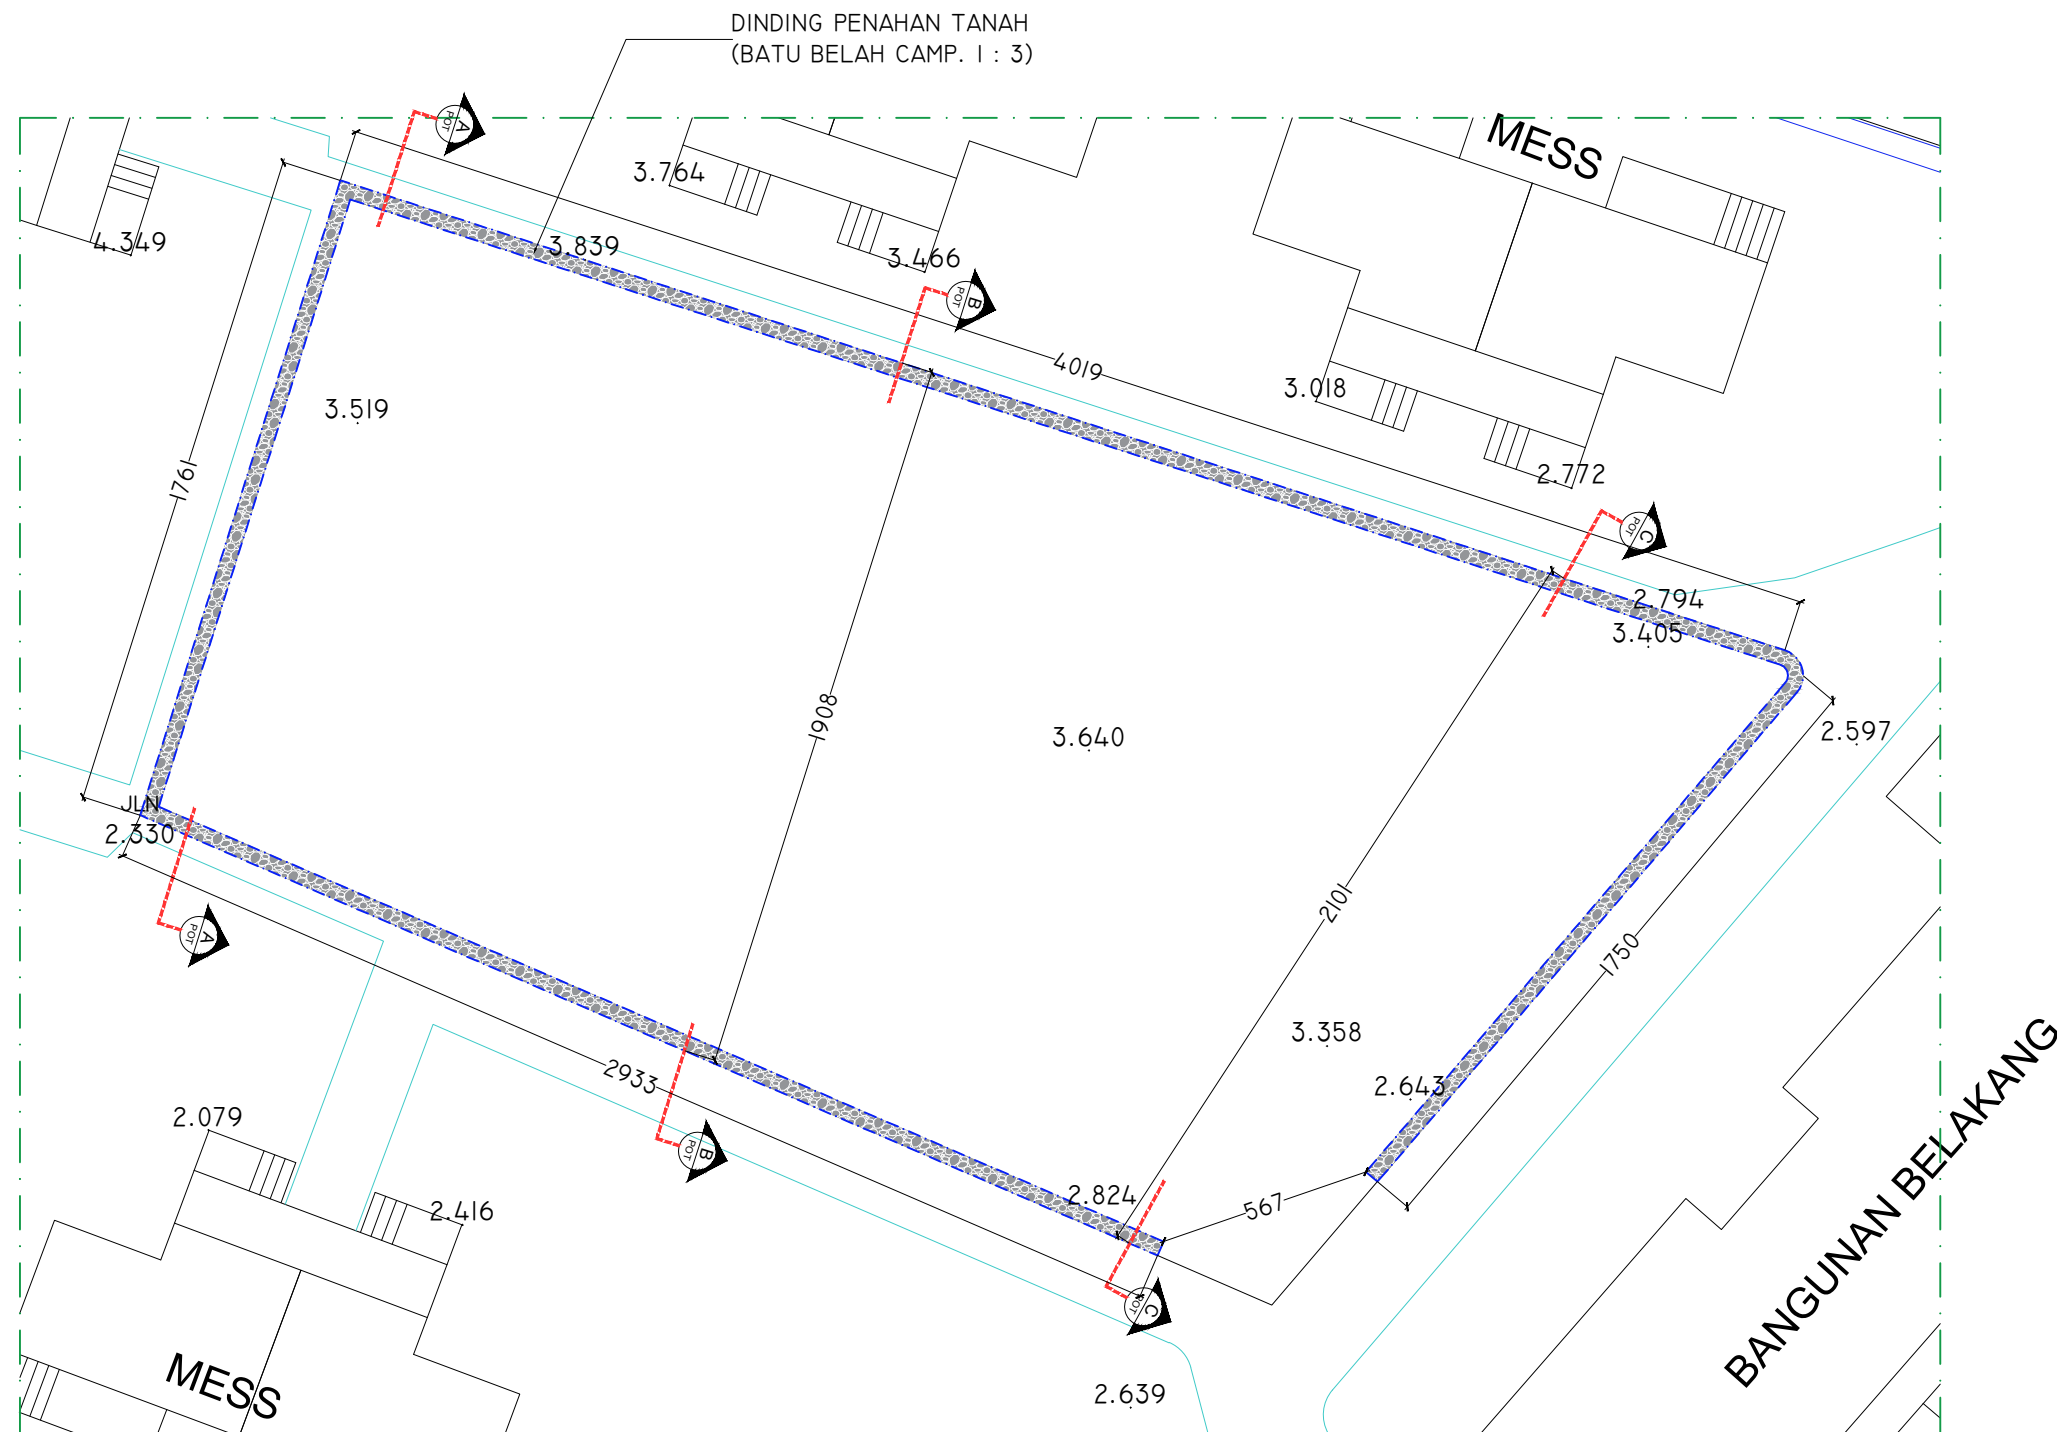 DINDING PENAHAN TANAH
(BATU BELAH CAMP. 1 : 3)
A
POT
MESS
3.764
4.349
3.839
3.466
B
POT
4019
3.018
3.519
2.772
1761
C
POT
2.794
3.405
1908
3.640
2.597
JLN
2.330
2101
A
POT
1750
3.358
2933
2.643
2.079
B
POT
2.824
567
2.416
C
POT
BANGUNAN BELAKANG
MESS
2.639